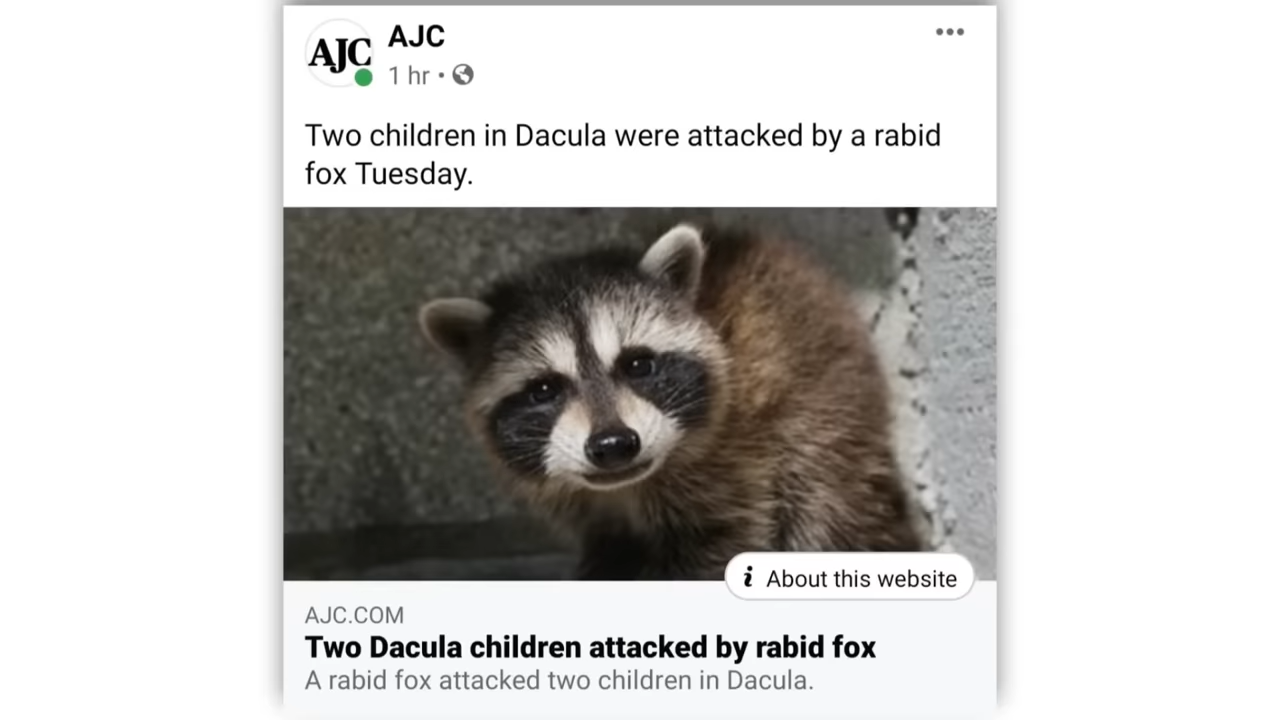 AJC
AJC
1 hr •
Two children in Dacula were attacked by a rabid
fox Tuesday.
i About this website
AJC.COM
Two Dacula children attacked by rabid fox
A rabid fox attacked two children in Dacula.